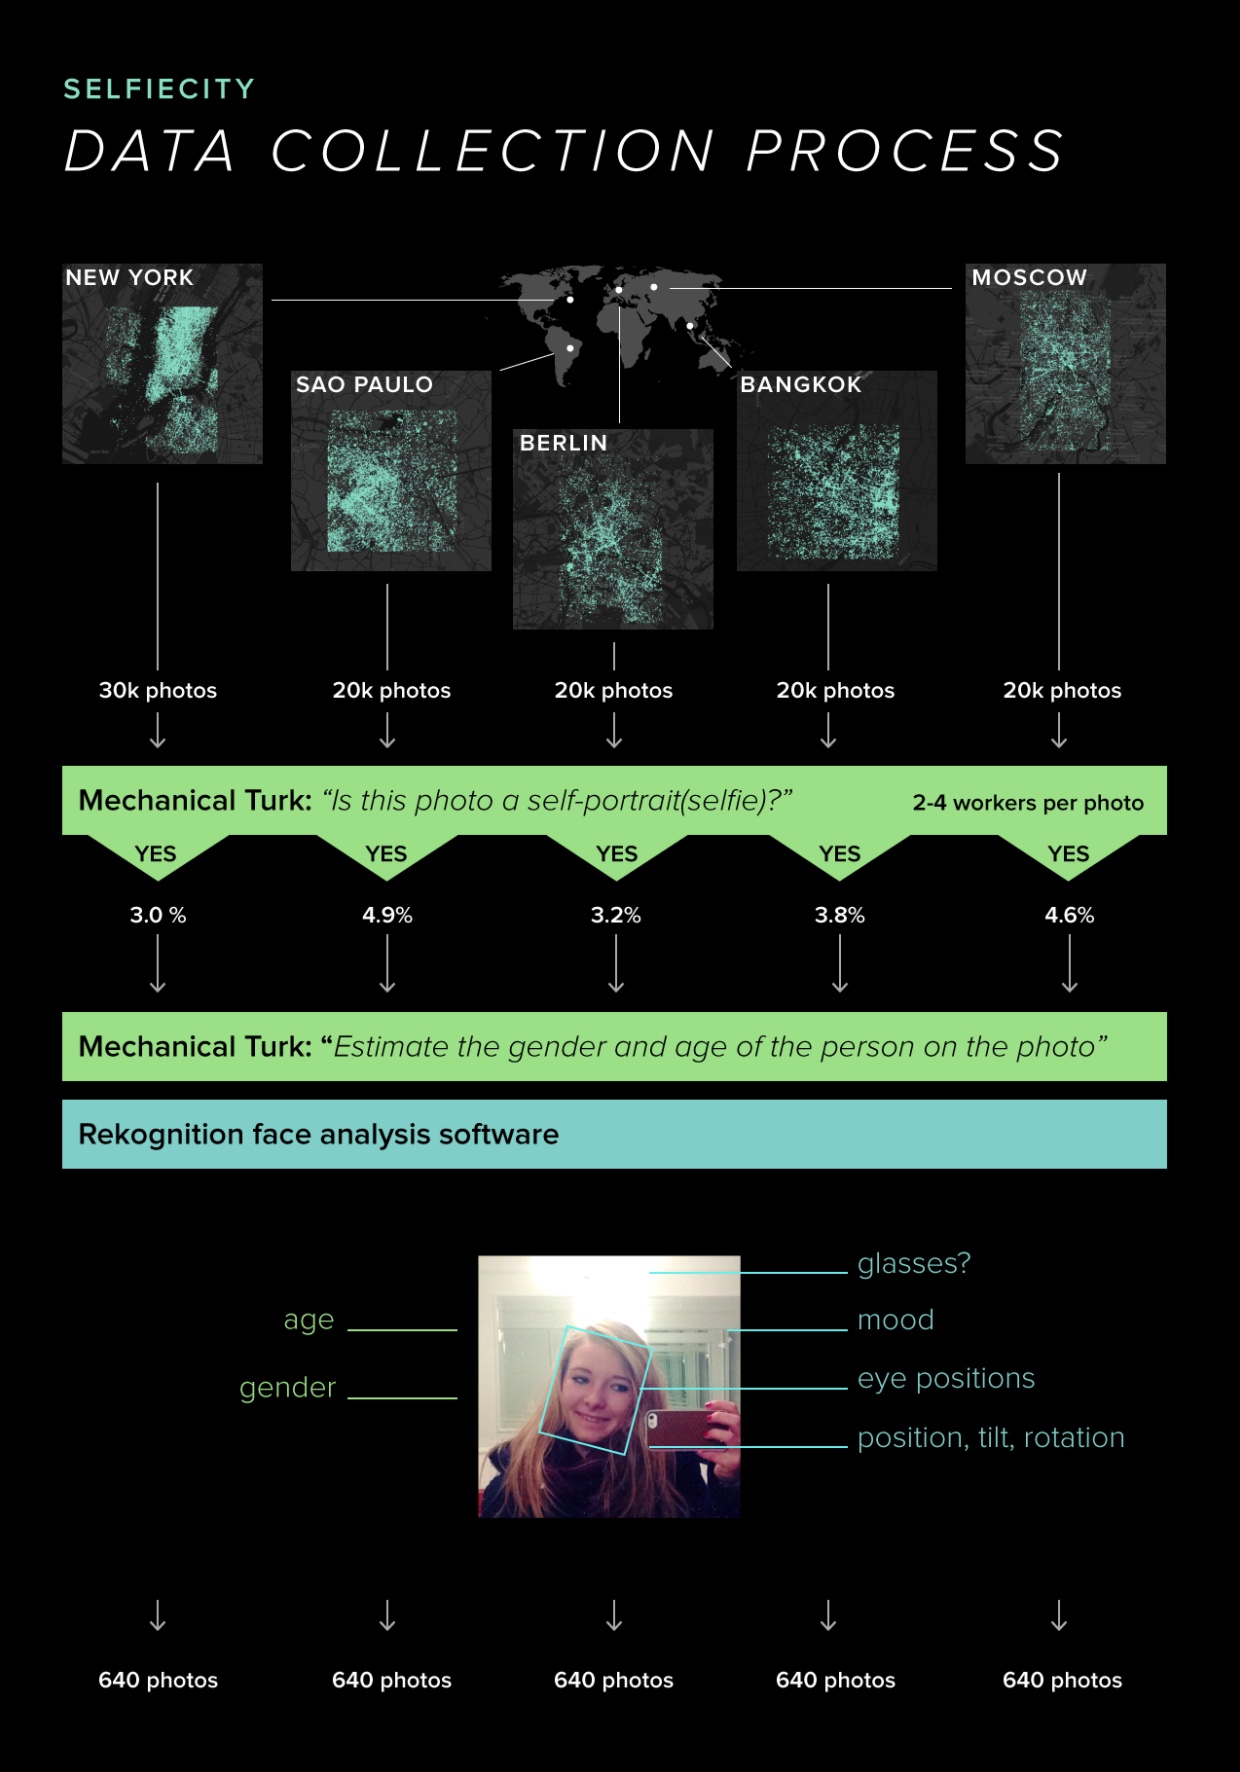 SELFIECITY
DATA COLLECTION PROCESS
NEW YORK
MOSCOW
SAO PAULO
BANGKOK
BERLIN
30k photos
20k photos
20k photos
20k photos
20k photos
Mechanical Turk: “Is this photo a self-portrait(selfie)?”
2-4 workers per photo
YES
YES
YES
YES
YES
3.0 %
4.9%
3.2%
3.8%
4.6%
Mechanical Turk: “Estimate the gender and age of the person on the photo”
Rekognition face analysis software
glasses?
age
mood
gender
eye positions
position, tilt, rotation
640 photos
640 photos
640 photos
640 photos
640 photos